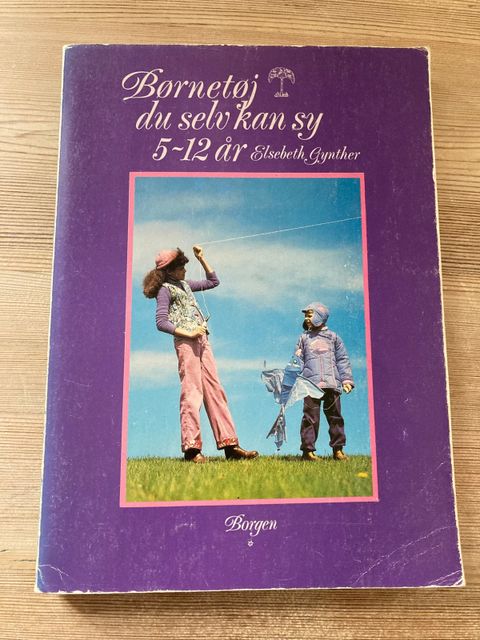 Børnetøj
du selv kan sy
5-12 år Elsebeth Gynther
Borgen